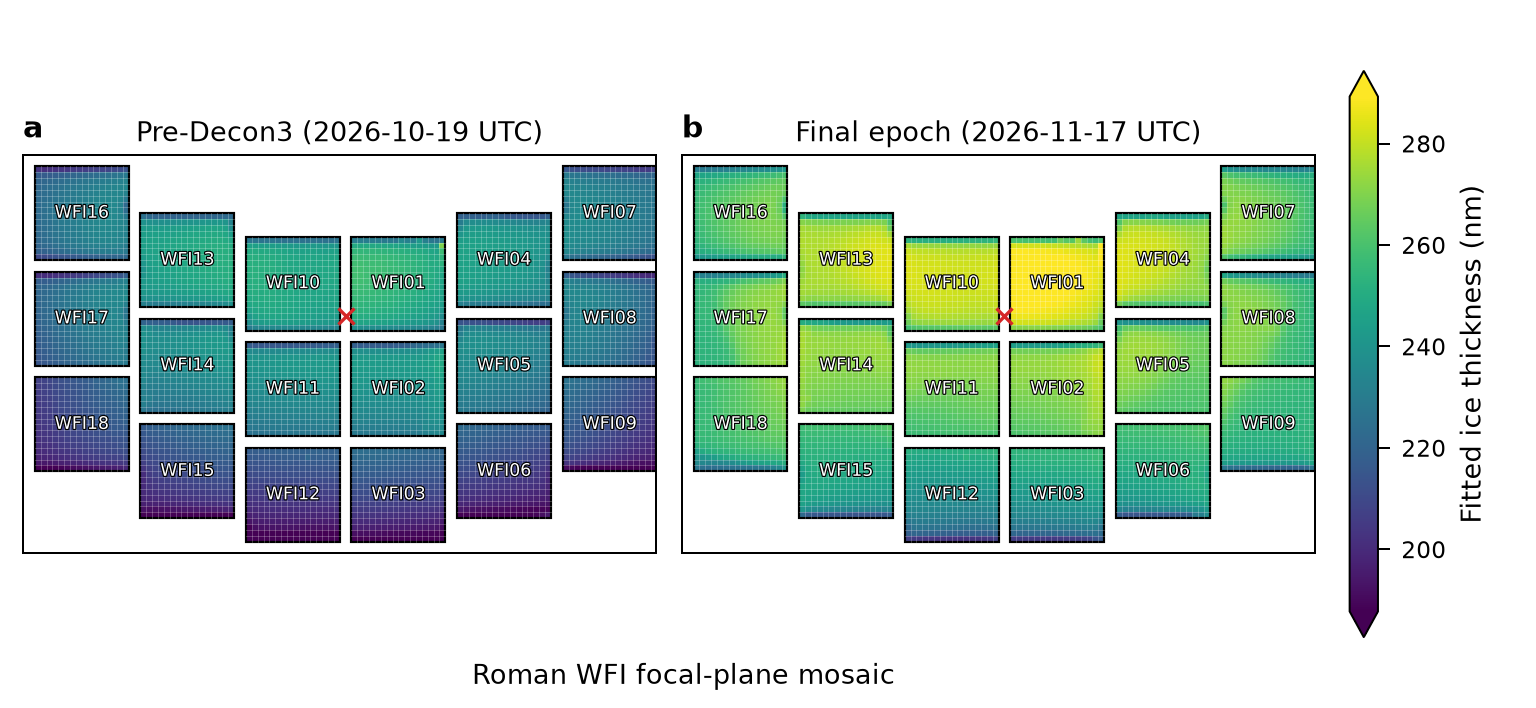 a Pre-Decon3 (2026-10-19 UTC)
WFI16 WFI07
WFI13 WFI04
WFI10 WFI01
WFI17 WFI08
WFI14 WFI05
WFI11 WFI02
WFI18 WFI09
WFI15 WFI06
WFI12 WFI03
b Final epoch (2026-11-17 UTC)
WFI16 WFI07
WFI13 WFI04
WFI10 WFI01
WFI17 WFI08
WFI14 WFI05
WFI11 WFI02
WFI18 WFI09
WFI15 WFI06
WFI12 WFI03
280
260
240
220
200
Fitted ice thickness (nm)
Roman WFI focal-plane mosaic